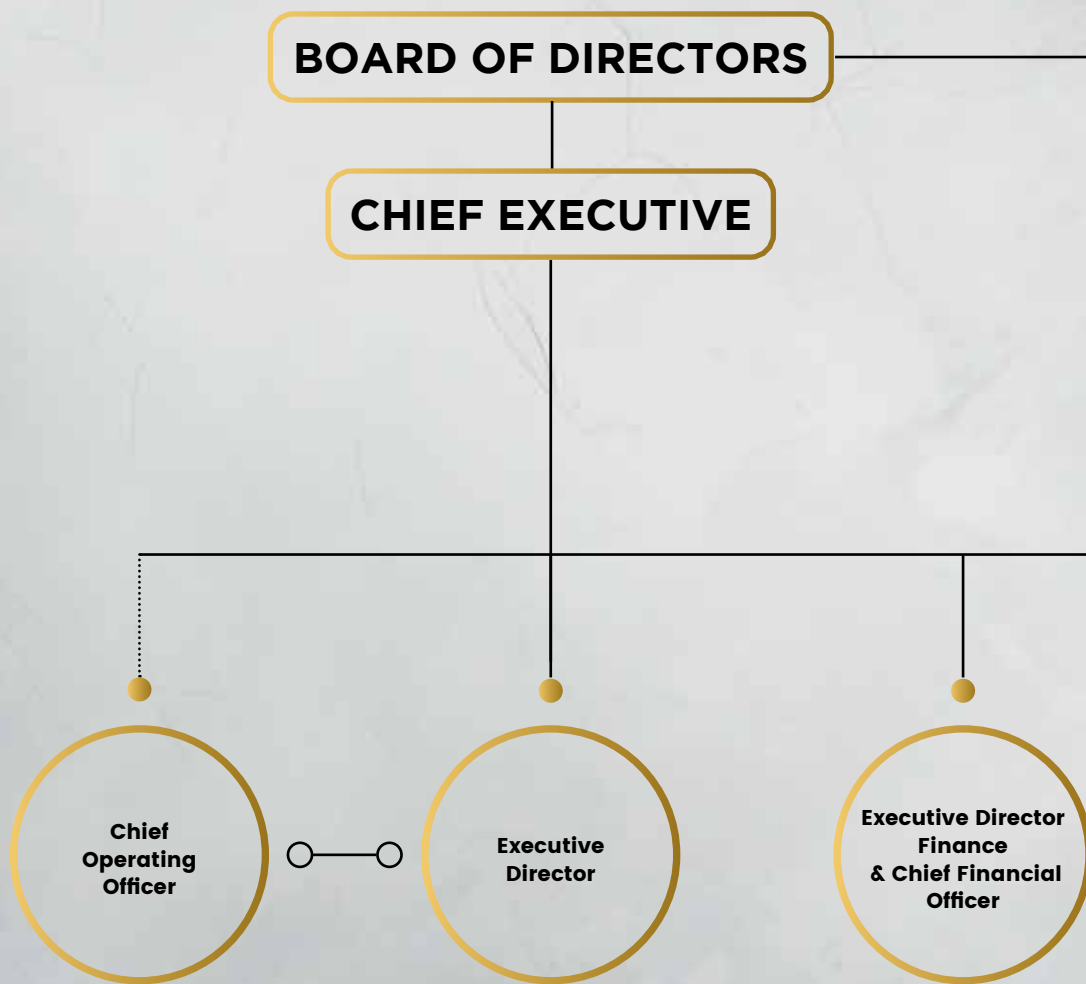 BOARD OF DIRECTORS
CHIEF EXECUTIVE
Chief
Operating
Officer
Executive
Director
Executive Director
Finance
& Chief Financial
Officer